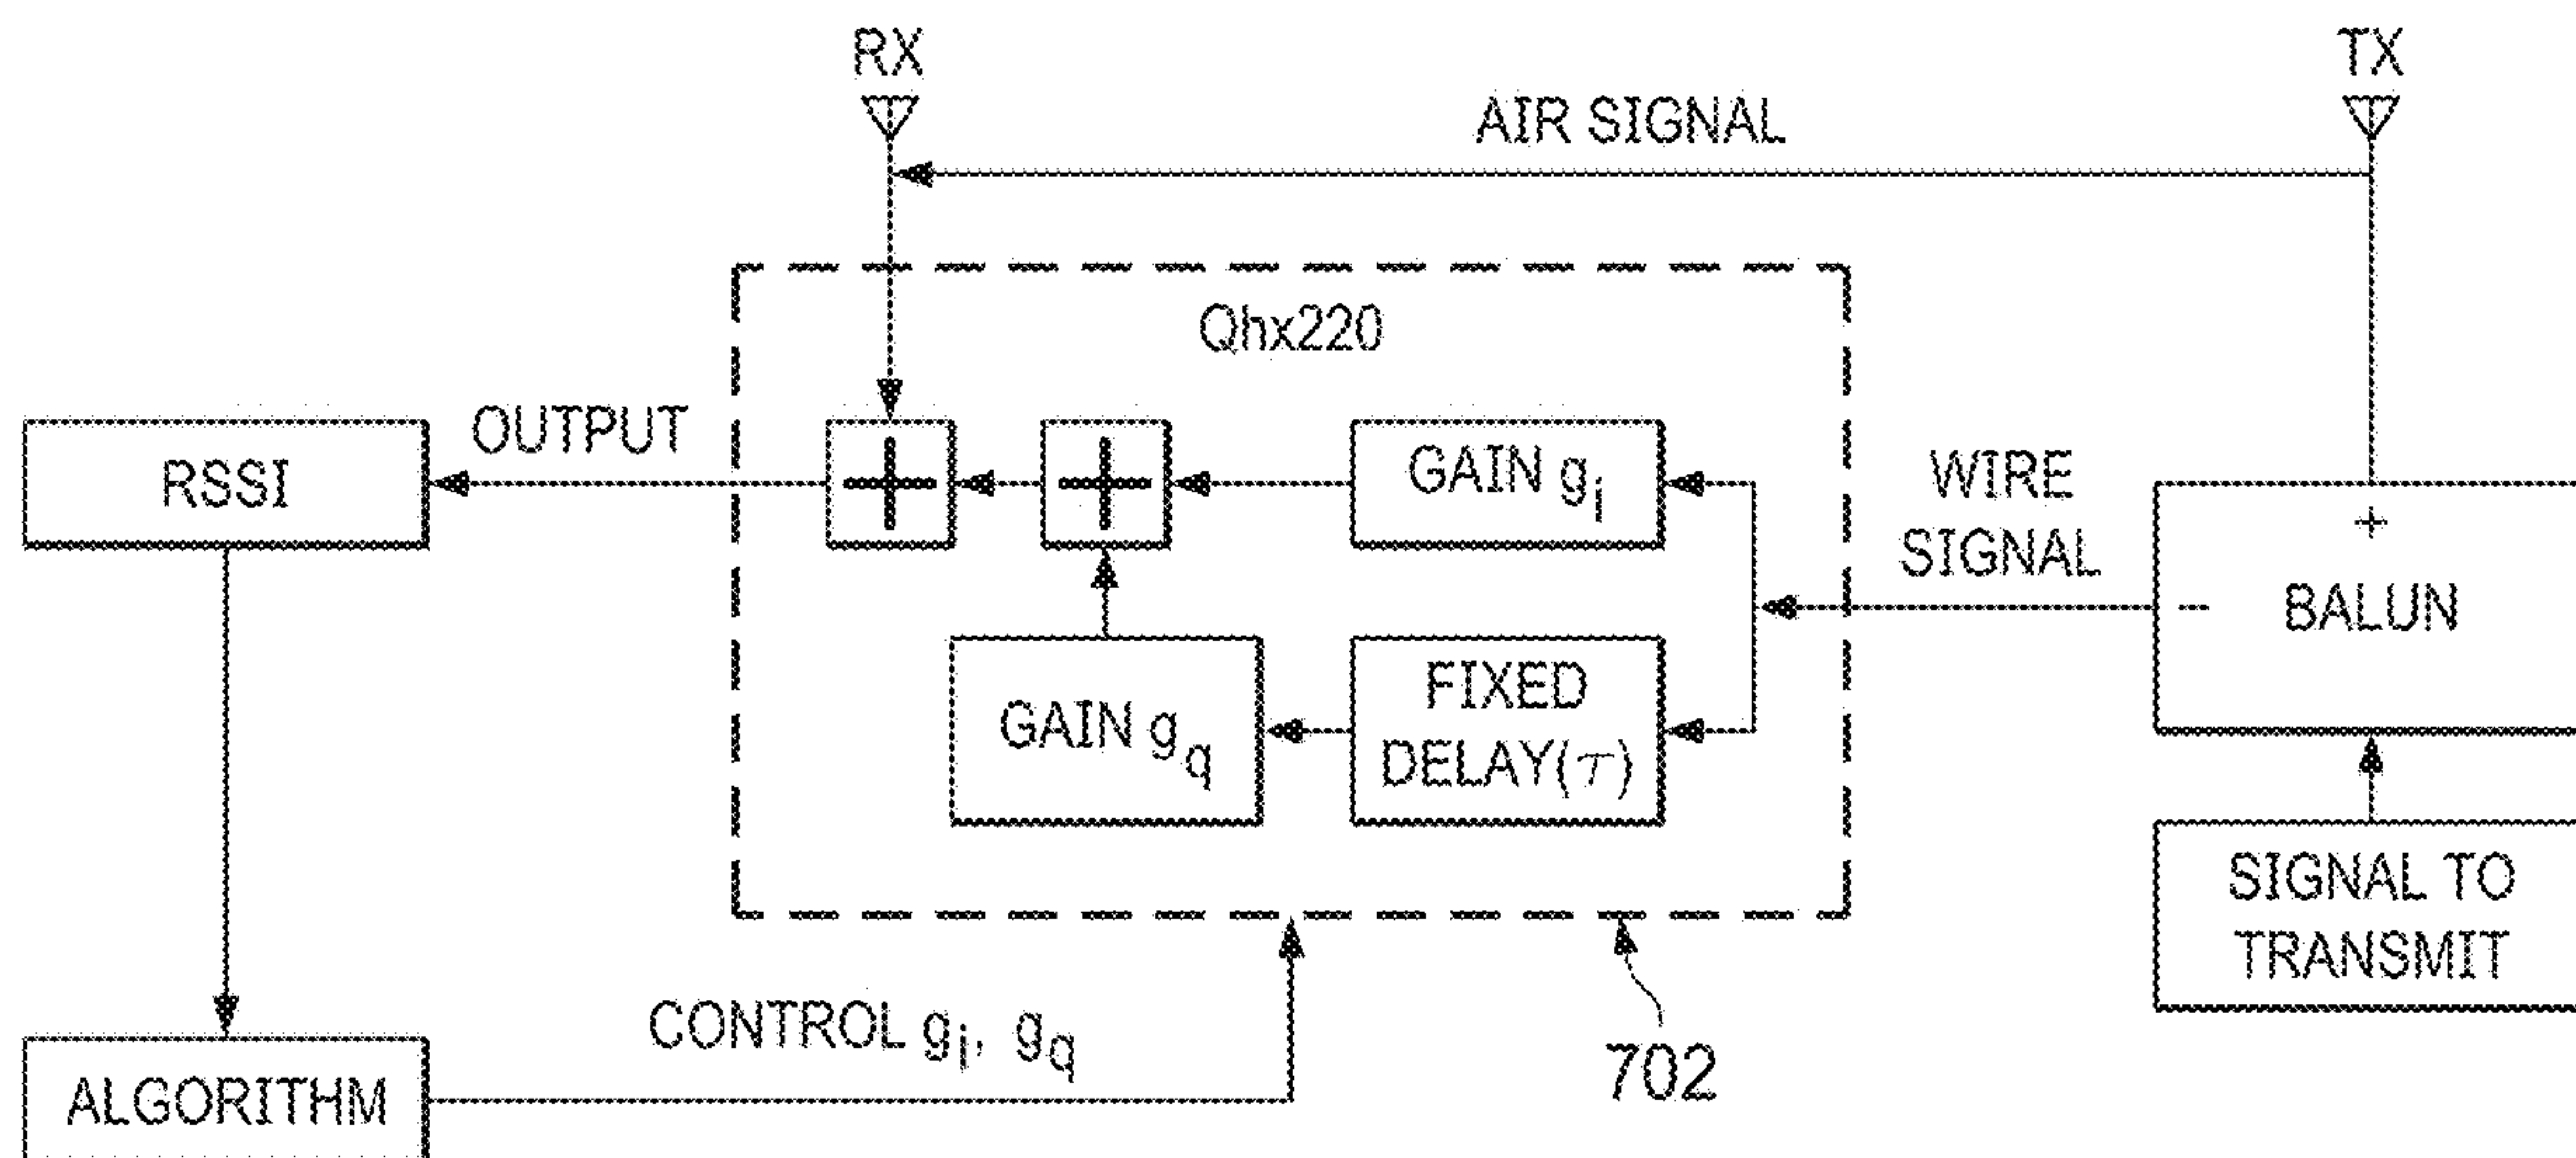 RX
TX
AIR SIGNAL
Qhx220
OUTPUT
RSSI
+
+
GAIN gi
WIRE
SIGNAL
+
-
BALUN
GAIN gq
FIXED
DELAY(τ)
SIGNAL TO
TRANSMIT
CONTROL gi, gq
702
ALGORITHM